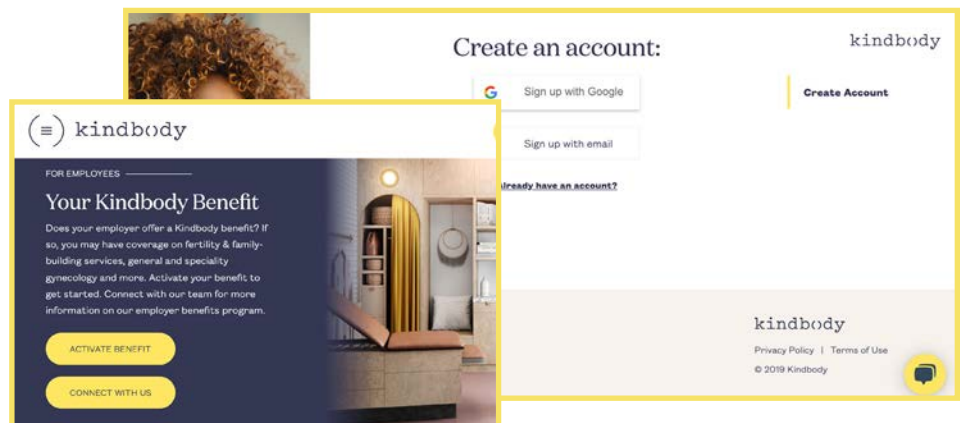 Create an account:
kindbody
Sign up with Google
Create Account
Sign up with email
Already have an account?
kindbody
FOR EMPLOYEES
Your Kindbody Benefit
Does your employer offer a Kindbody benefit? If
so, you may have coverage on fertility & family-
building services, general and speciality
gynecology and more. Activate your benefit to
get started. Connect with our team for more
information on our employer benefits program.
ACTIVATE BENEFIT
CONNECT WITH US
kindbody
Privacy Policy | Terms of Use
© 2019 Kindbody